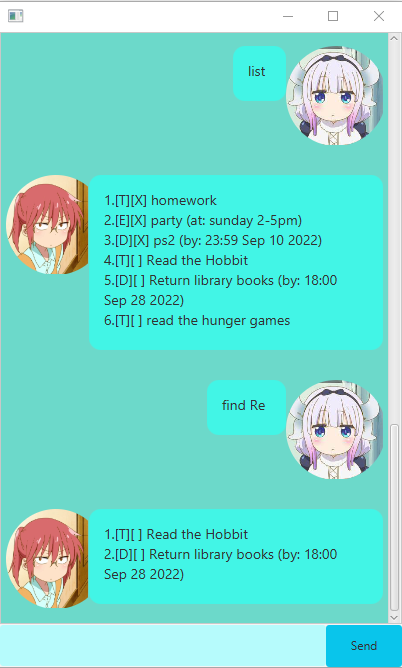 list
1.[T][X] homework
2.[E][X] party (at: sunday 2-5pm)
3.[D][X] ps2 (by: 23:59 Sep 10 2022)
4.[T][ ] Read the Hobbit
5.[D][ ] Return library books (by: 18:00
Sep 28 2022)
6.[T][ ] read the hunger games
find Re
1.[T][ ] Read the Hobbit
2.[D][ ] Return library books (by: 18:00
Sep 28 2022)
Send